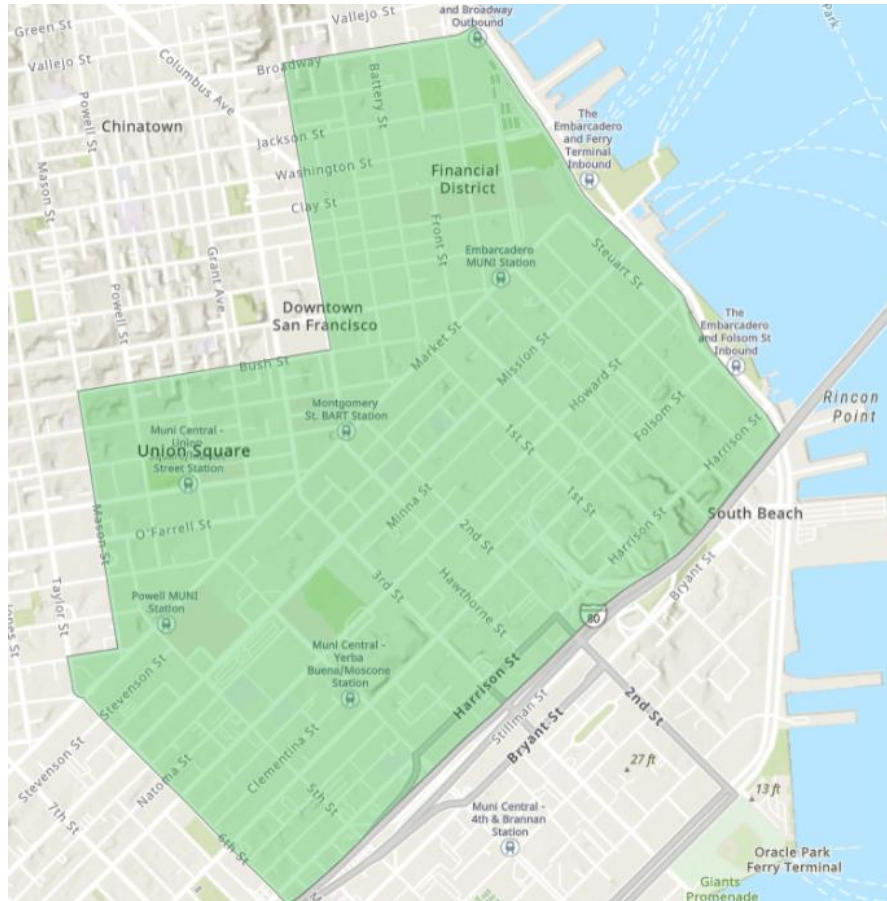 Green St
Vallejo St
and Broadway
Outbound
Park
Vallejo St
Columbus Ave
Broadway
Battery St
Powell St
Chinatown
Jackson St
The
Embarcadero
and Ferry
Terminal
Inbound
Mason St
Washington St
Financial
District
Clay St
Front St
Grant Ave
Embarcadero
MUNI Station
Steuart St
Powell St
Downtown
San Francisco
The
Embarcadero
and Folsom St
Inbound
Bush St
Market St
Mission St
Howard St
Folsom St
Rincon
Point
Montgomery
St. BART Station
Muni Central -
Union
Street Station
Union Square
1st St
Harrison St
Mason St
O'Farrell St
Minna St
1st St
2nd St
Harrison St
South Beach
Bryant St
Taylor St
Jones St
Powell MUNI
Station
3rd St
Hawthorne St
80
Muni Central -
Yerba
Buena/Moscone
Station
Harrison St
Stevenson St
Stillman St
2nd St
Bryant St
Stevenson St
Natoma St
Clementina St
5th St
27 ft
7th St
6th St
13 ft
Muni Central -
4th & Brannan
Station
Oracle Park
Ferry Terminal
Giants
Promenade